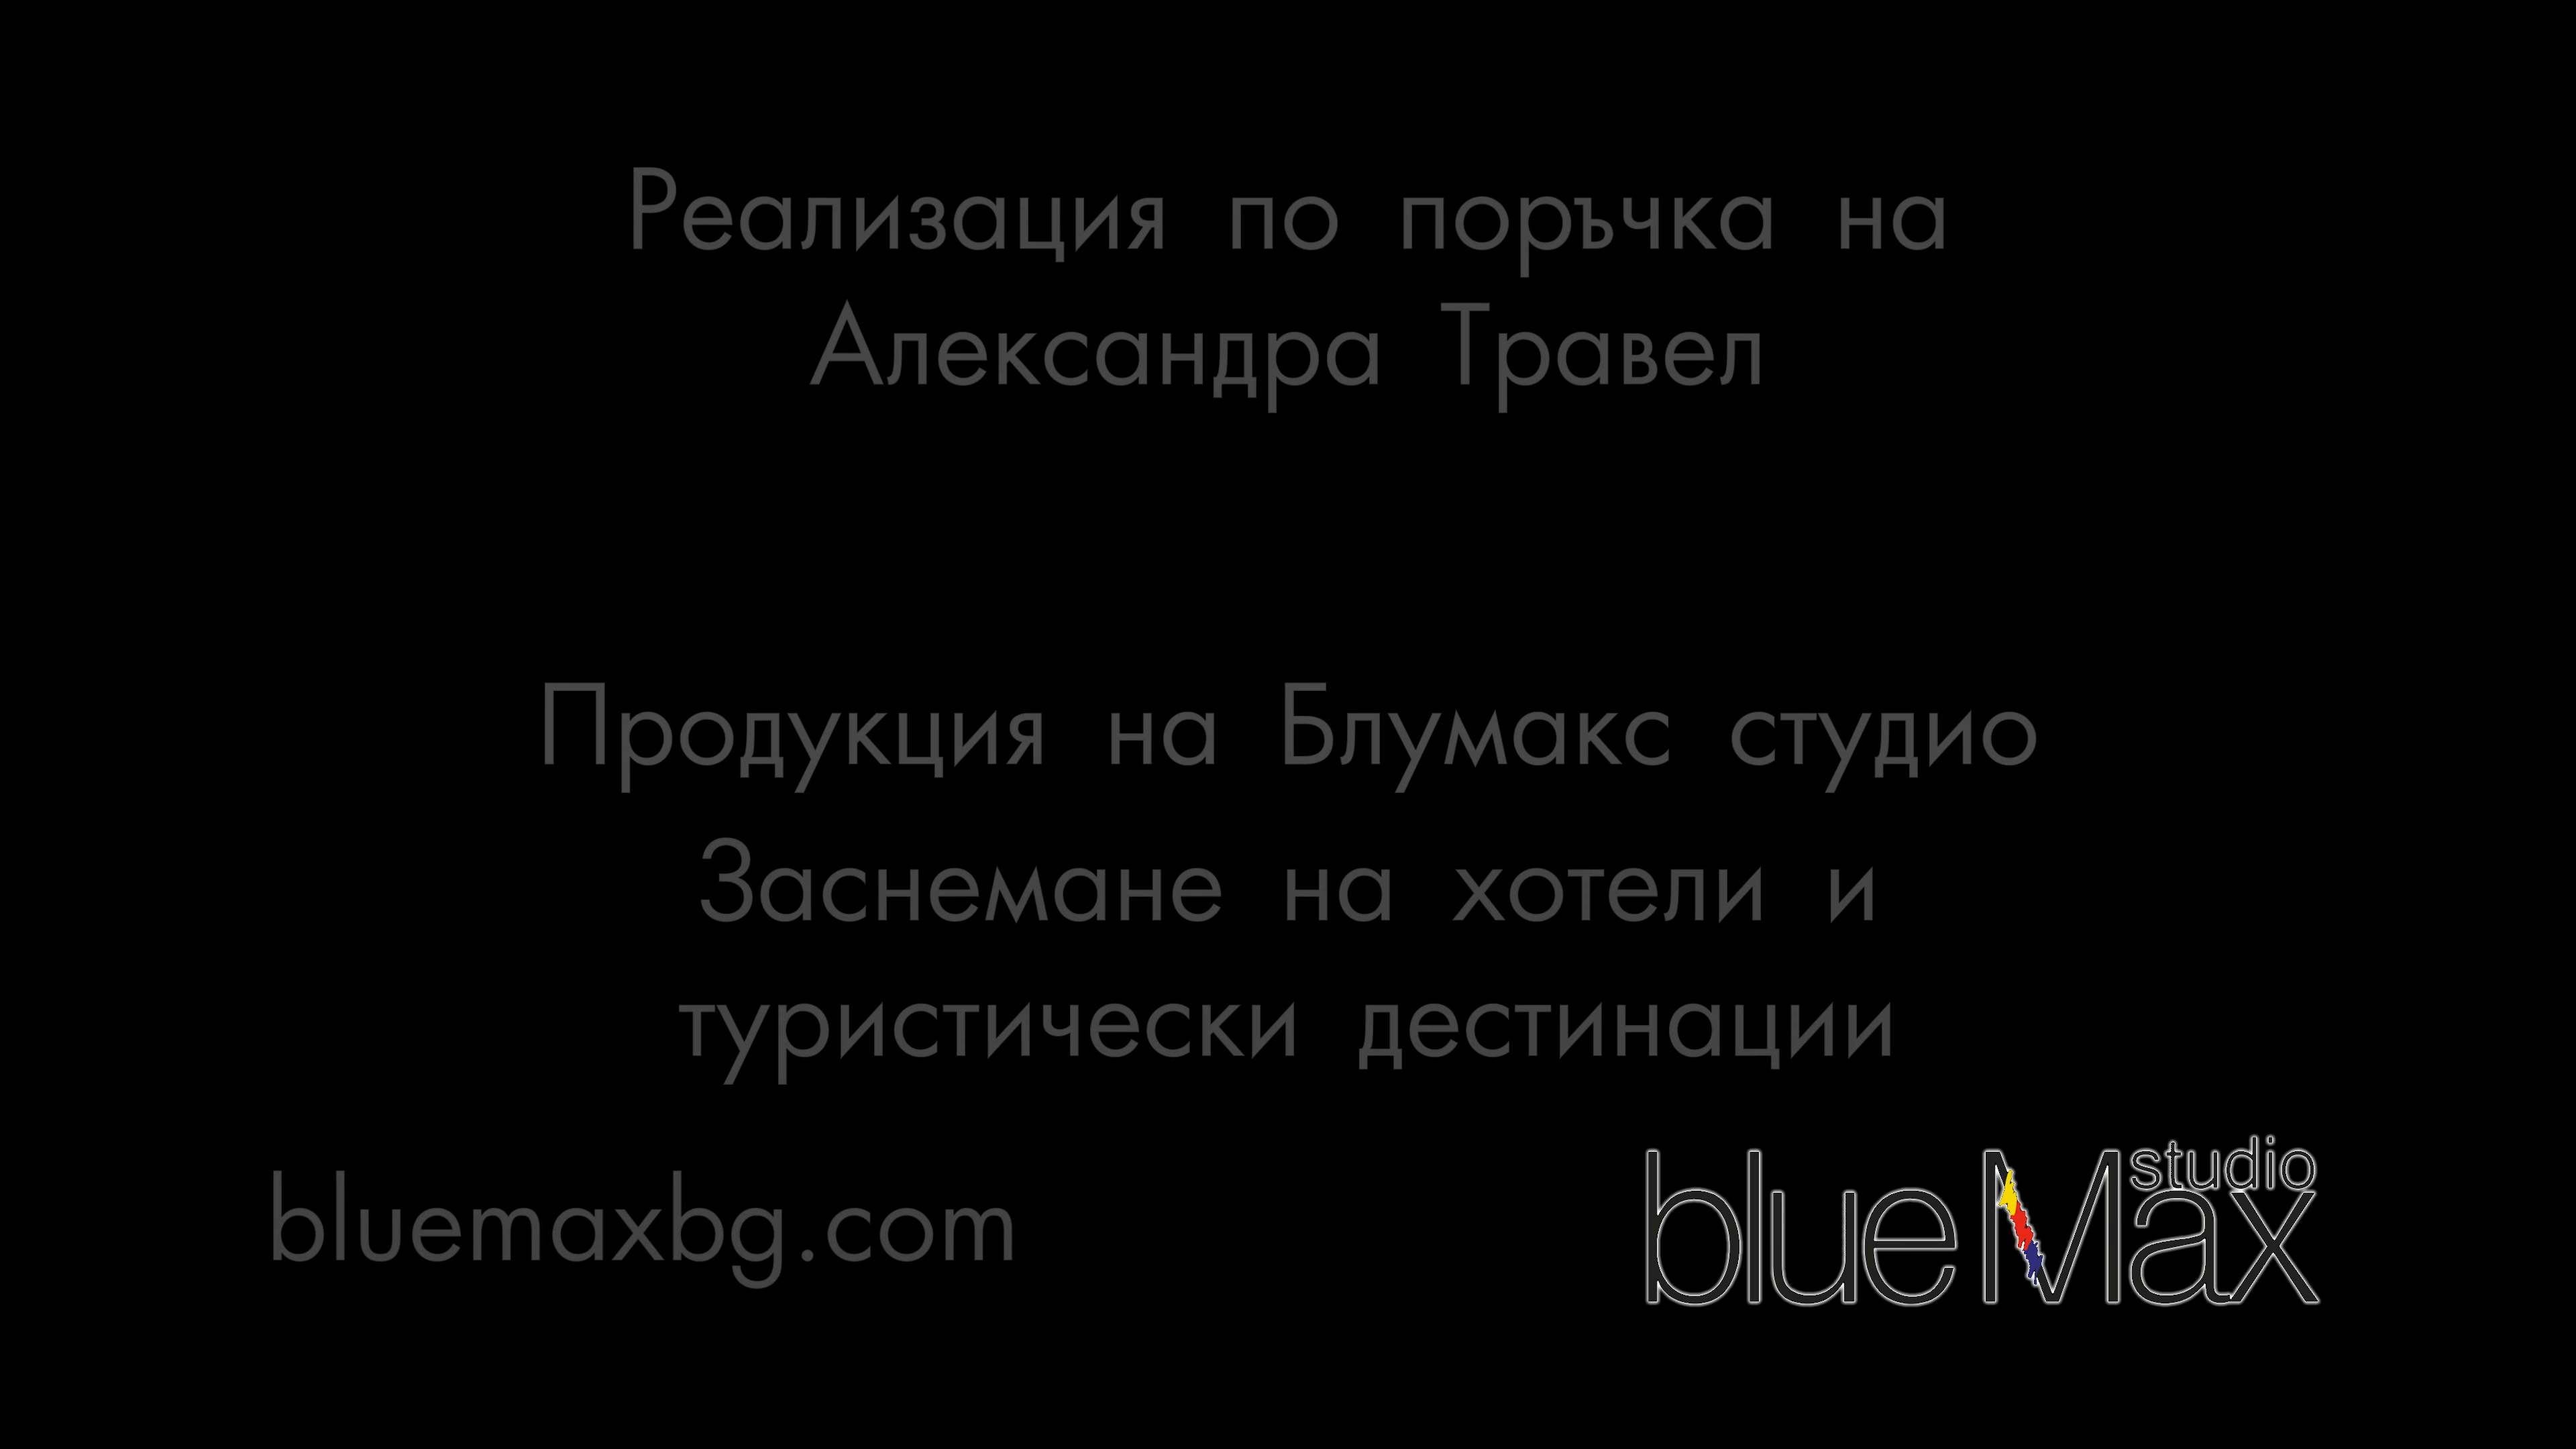 Реализация по поръчка на
Александра Травел
Продукция на Блумакс студио
Заснемане на хотели и
туристически дестинации
bluemaxbg.com
blueMax studio